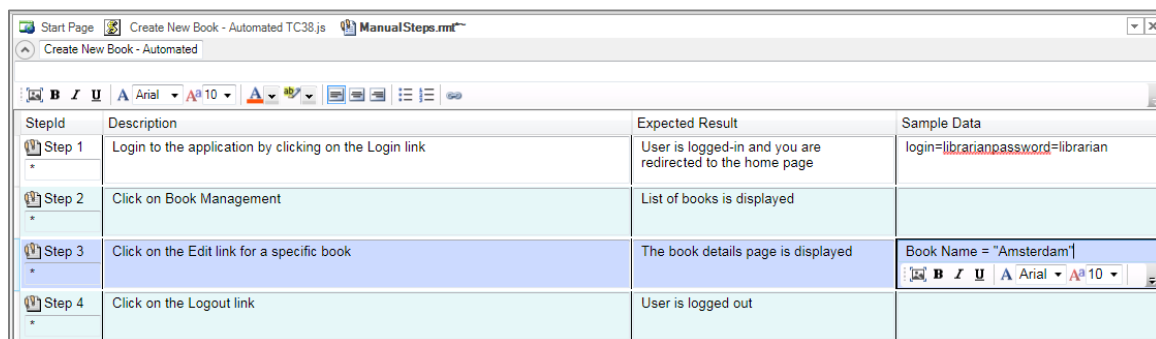 Start Page Create New Book - Automated TC38.js ManualSteps.rmt*
Create New Book - Automated
B I U A Arial Aa 10 A ab
StepId Description Expected Result Sample Data
Step 1 Login to the application by clicking on the Login link User is logged-in and you are login=librarianpassword=librarian
* redirected to the home page
Step 2 Click on Book Management List of books is displayed
*
Step 3 Click on the Edit link for a specific book The book details page is displayed Book Name = "Amsterdam"
* B I U A Arial Aa 10
Step 4 Click on the Logout link User is logged out
*